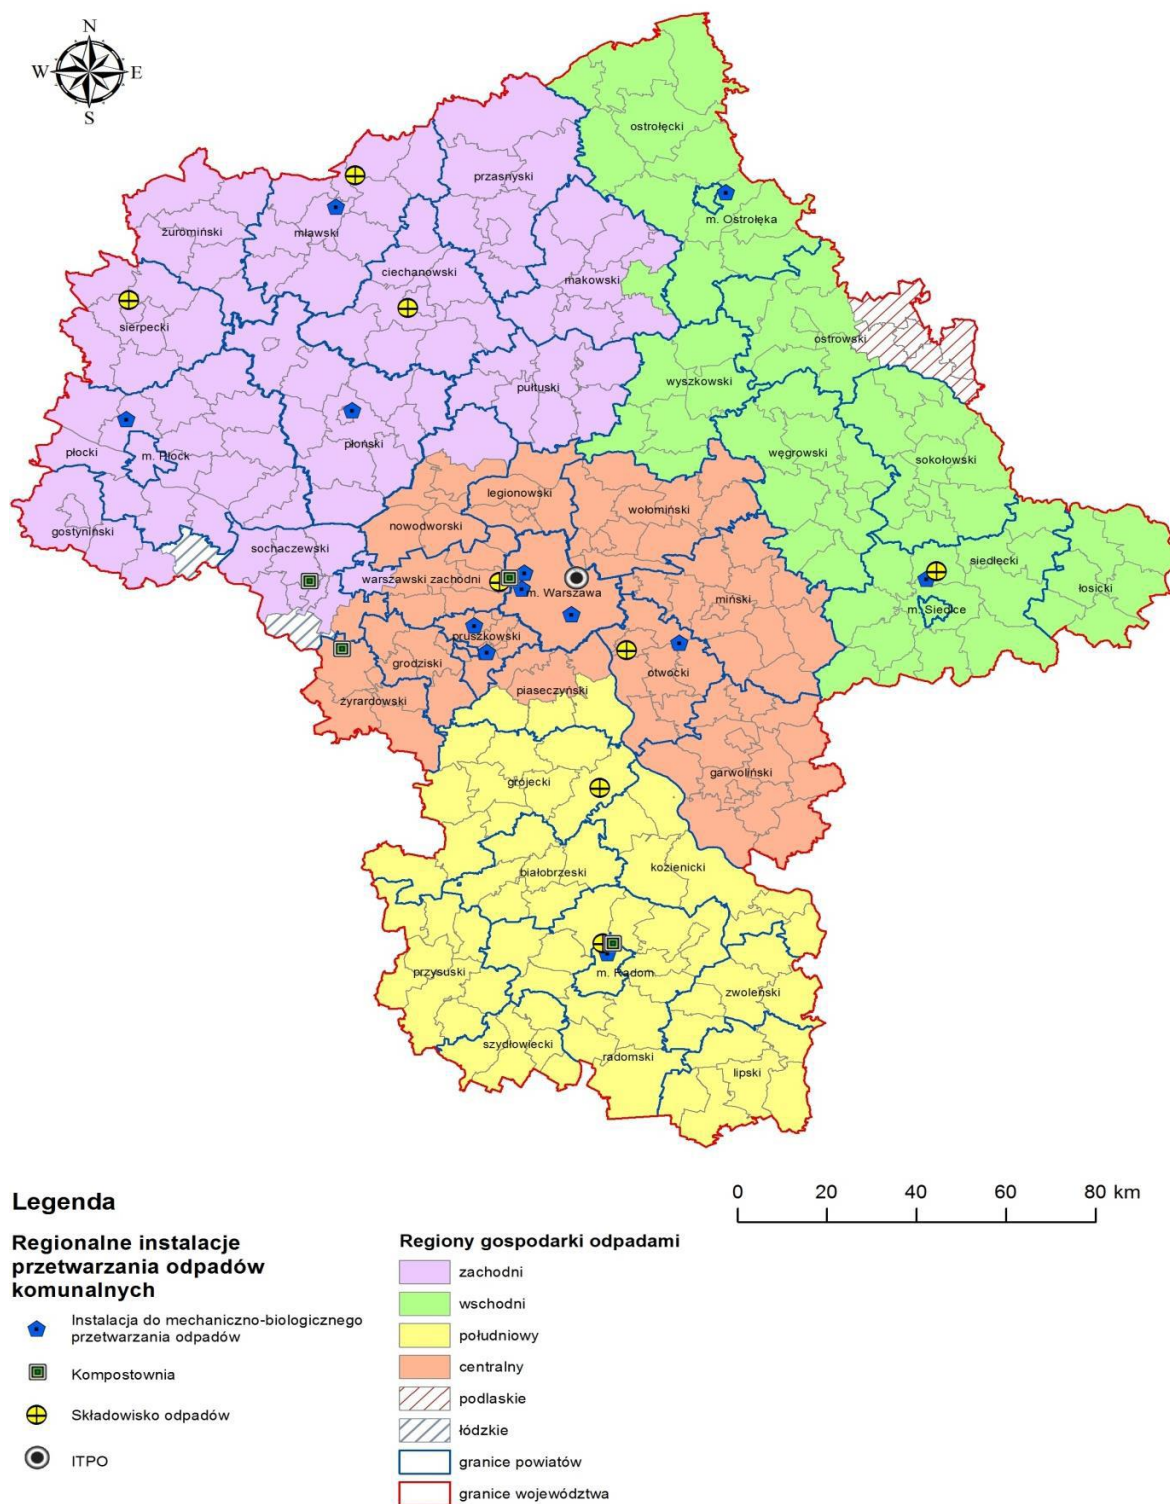 N
W E
S
ostrołęcki
przasnyski
m. Ostrołęka
żuromiński
mławski
ciechanowski
makowski
sierpecki
ostrowski
wyszkowski
pułtuski
płoński
płocki
m. Płock
węgrowski
sokołowski
legionowski
wołomiński
nowodworski
gostyniński
sochaczewski
warszawski zachodni
m. Warszawa
miński
siedlecki
m. Siedlce
łosicki
pruszkowski
grodziski
otwocki
piaseczyński
żyrardowski
garwoliński
grójecki
białobrzeski
kozienicki
przysuski
m. Radom
zwoleński
szydłowiecki
radomski
lipski
0 20 40 60 80 km
Legenda
Regionalne instalacje
przetwarzania odpadów
komunalnych
Instalacja do mechaniczno-biologicznego
przetwarzania odpadów
Kompostownia
Składowisko odpadów
ITPO
Regiony gospodarki odpadami
zachodni
wschodni
południowy
centralny
podlaskie
łódzkie
granice powiatów
granice województwa